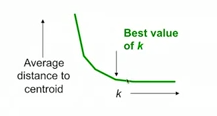 Best value
of k
Average
distance to
centroid
k